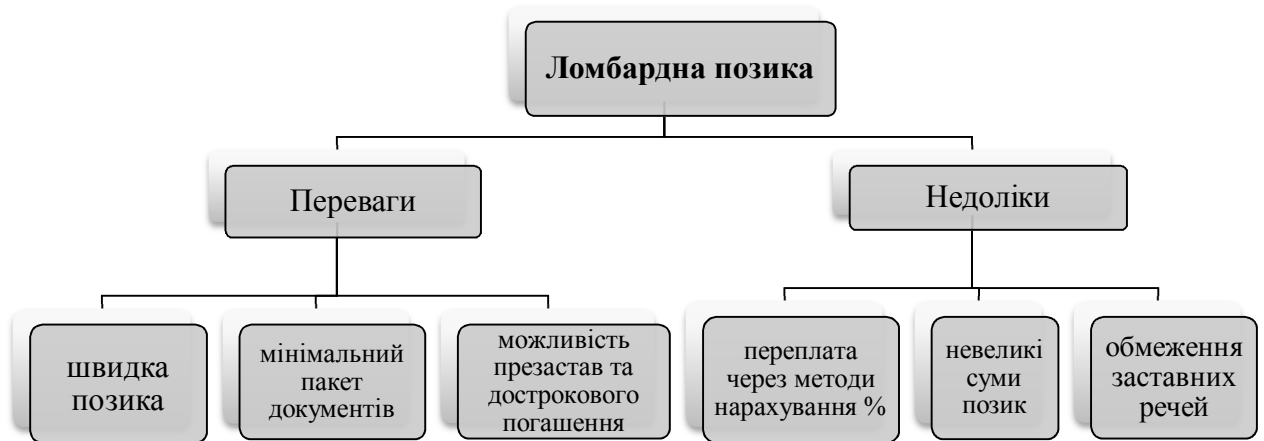 Ломбардна позика
Переваги
Недоліки
швидка
позика
мінімальний
пакет
документів
можливість
презастав та
дострокового
погашення
переплата
через методи
нарахування %
невеликі
суми
позик
обмеження
заставних
речей